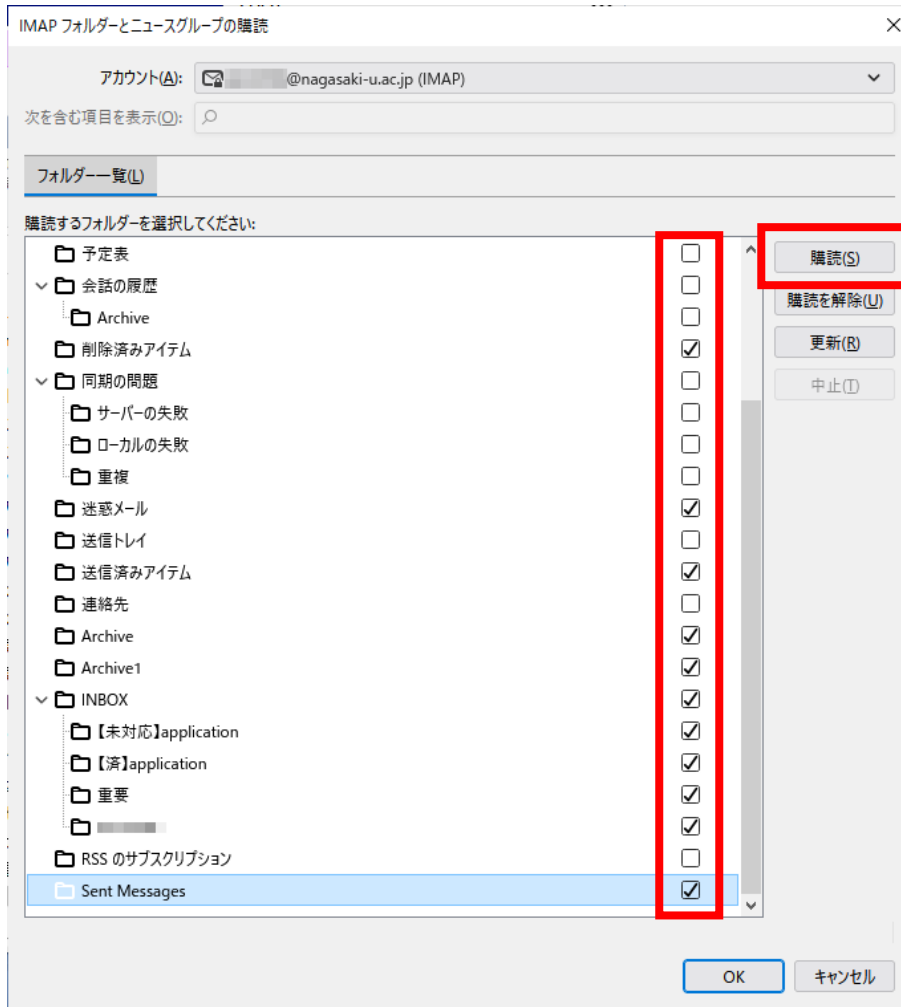 IMAP フォルダーとニュースグループの購読
アカウント(A): @nagasaki-u.ac.jp (IMAP)
次を含む項目を表示(O):
フォルダー一覧(L)
購読するフォルダーを選択してください:
予定表
購読(S)
会話の履歴
購読を解除(U)
Archive
削除済みアイテム
更新(R)
同期の問題
中止(T)
サーバーの失敗
ローカルの失敗
重複
迷惑メール
送信トレイ
送信済みアイテム
連絡先
Archive
Archive1
INBOX
【未対応】application
【済】application
重要
RSS のサブスクリプション
Sent Messages
OK
キャンセル